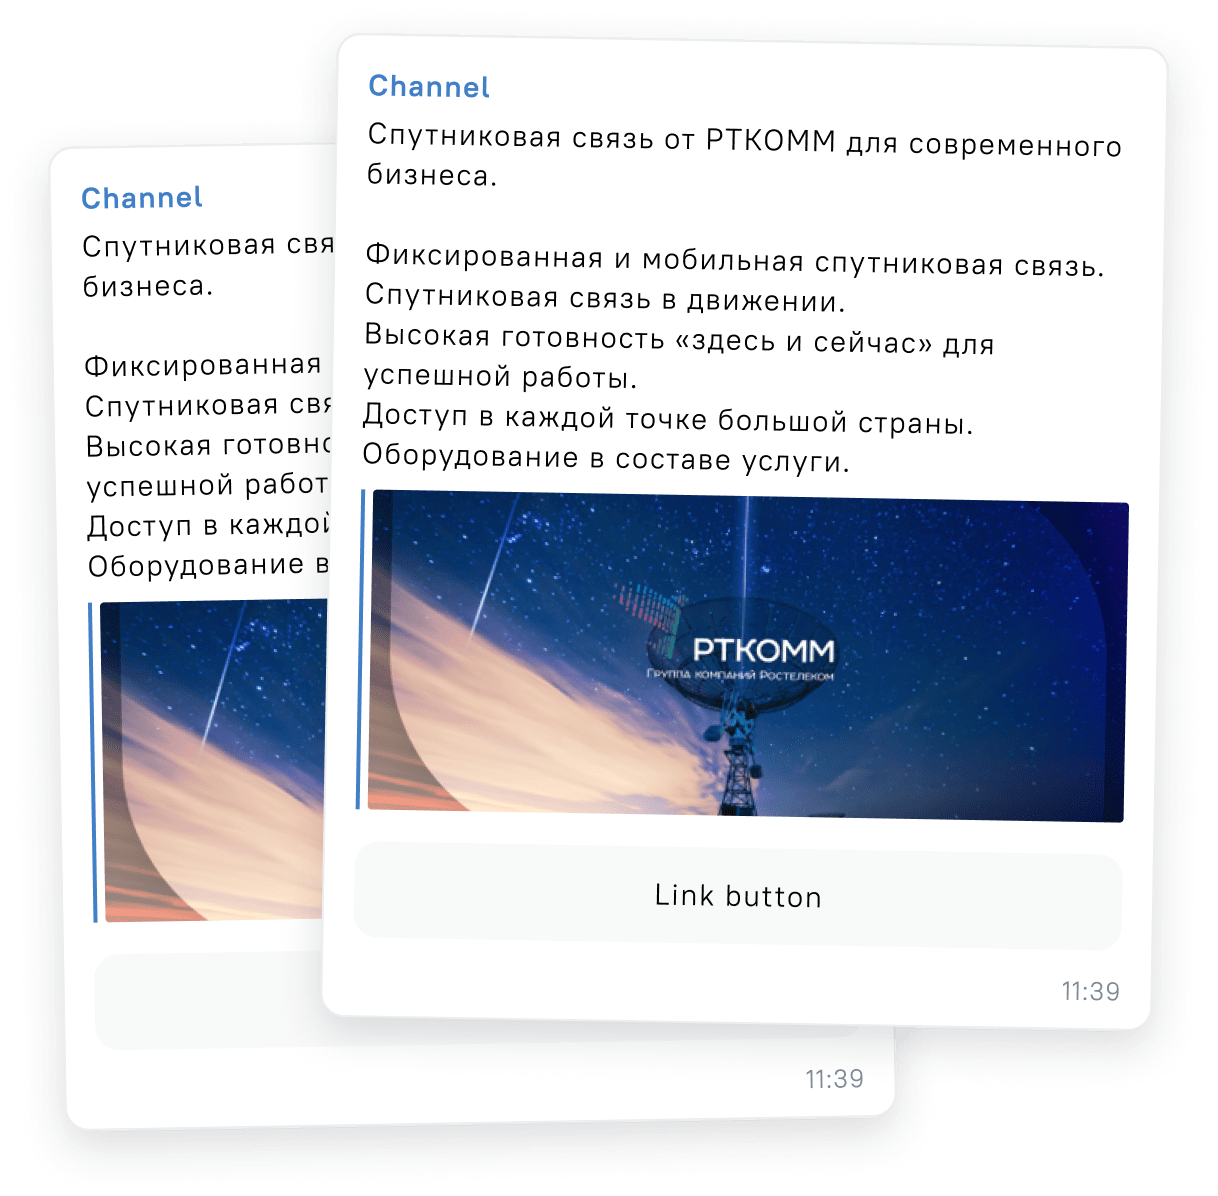 Channel
Спутниковая связь от РТКОММ для современного
бизнеса.
Фиксированная и мобильная спутниковая связь.
Спутниковая связь в движении.
Высокая готовность «здесь и сейчас» для
успешной работы.
Доступ в каждой точке большой страны.
Оборудование в составе услуги.
РТКОММ
Группа компаний Ростелеком
Link button
11:39
Channel
Спутниковая свя
бизнеса.
Фиксированная
Спутниковая свя
Высокая готовно
успешной работ
Доступ в каждой
Оборудование в
11:39